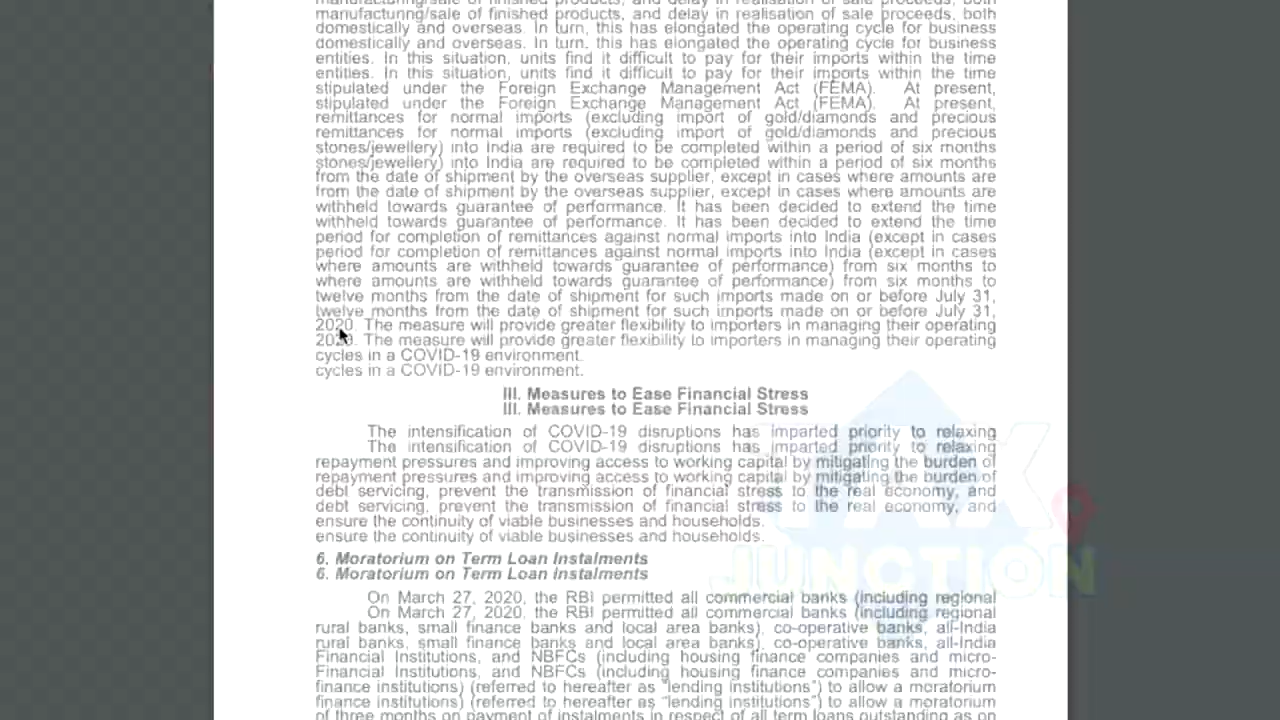 manufacturing/sale of finished products, and delay in realisation of sale proceeds, both
domestically and overseas. In turn, this has elongated the operating cycle for business
entities. In this situation, units find it difficult to pay for their imports within the time
stipulated under the Foreign Exchange Management Act (FEMA). At present,
remittances for normal imports (excluding import of gold/diamonds and precious
stones/jewellery) into India are required to be completed within a period of six months
from the date of shipment by the overseas supplier, except in cases where amounts are
withheld towards guarantee of performance. It has been decided to extend the time
period for completion of remittances against normal imports into India (except in cases
where amounts are withheld towards guarantee of performance) from six months to
twelve months from the date of shipment for such imports made on or before July 31,
2020. The measure will provide greater flexibility to importers in managing their operating
cycles in a COVID-19 environment.
III. Measures to Ease Financial Stress
The intensification of COVID-19 disruptions has imparted priority to relaxing
repayment pressures and improving access to working capital by mitigating the burden of
debt servicing, prevent the transmission of financial stress to the real economy, and
ensure the continuity of viable businesses and households.
6. Moratorium on Term Loan Instalments
On March 27, 2020, the RBI permitted all commercial banks (including regional
rural banks, small finance banks and local area banks), co-operative banks, all-India
Financial Institutions, and NBFCs (including housing finance companies and micro-
finance institutions) (referred to hereafter as "lending institutions") to allow a moratorium
of three months on payment of instalments in respect of all term loans outstanding as on
TAX
JUNCTION